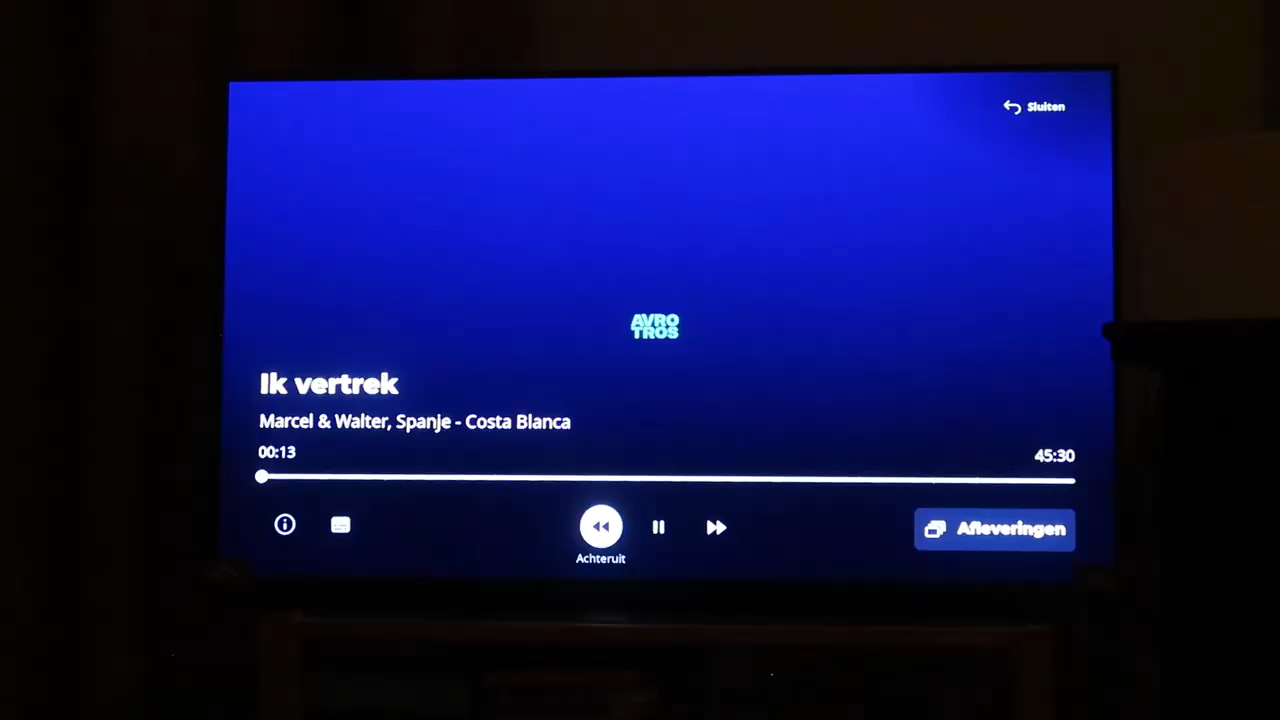 Sluiten
AVRO
TROS
Ik vertrek
Marcel & Walter, Spanje - Costa Blanca
00:13
45:30
Achteruit
Afleveringen